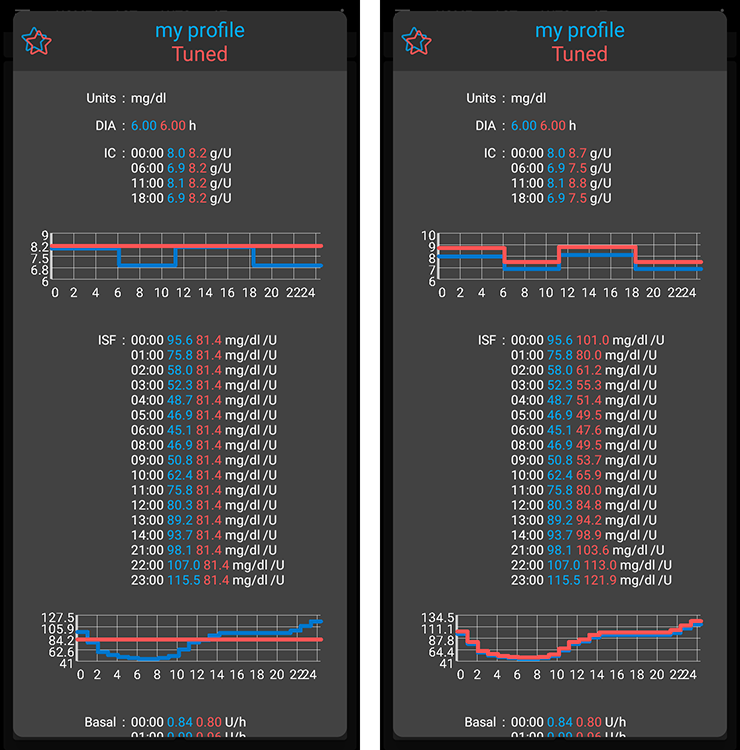 my profile
Tuned
Units : mg/dl
DIA : 6.00 6.00 h
IC : 00:00 8.0 8.2 g/U
06:00 6.9 8.2 g/U
11:00 8.1 8.2 g/U
18:00 6.9 8.2 g/U
9
8.2
7.5
6.8
6
0 2 4 6 8 10 12 14 16 18 20 2224
ISF : 00:00 95.6 81.4 mg/dl /U
01:00 75.8 81.4 mg/dl /U
02:00 58.0 81.4 mg/dl /U
03:00 52.3 81.4 mg/dl /U
04:00 48.7 81.4 mg/dl /U
05:00 46.9 81.4 mg/dl /U
06:00 45.1 81.4 mg/dl /U
08:00 46.9 81.4 mg/dl /U
09:00 50.8 81.4 mg/dl /U
10:00 62.4 81.4 mg/dl /U
11:00 75.8 81.4 mg/dl /U
12:00 80.3 81.4 mg/dl /U
13:00 89.2 81.4 mg/dl /U
14:00 93.7 81.4 mg/dl /U
21:00 98.1 81.4 mg/dl /U
22:00 107.0 81.4 mg/dl /U
23:00 115.5 81.4 mg/dl /U
127.5
105.9
84.2
62.6
41
0 2 4 6 8 10 12 14 16 18 20 2224
Basal : 00:00 0.84 0.80 U/h
my profile
Tuned
Units : mg/dl
DIA : 6.00 6.00 h
IC : 00:00 8.0 8.7 g/U
06:00 6.9 7.5 g/U
11:00 8.1 8.8 g/U
18:00 6.9 7.5 g/U
10
9
8
7
6
0 2 4 6 8 10 12 14 16 18 20 2224
ISF : 00:00 95.6 101.0 mg/dl /U
01:00 75.8 80.0 mg/dl /U
02:00 58.0 61.2 mg/dl /U
03:00 52.3 55.3 mg/dl /U
04:00 48.7 51.4 mg/dl /U
05:00 46.9 49.5 mg/dl /U
06:00 45.1 47.6 mg/dl /U
08:00 46.9 49.5 mg/dl /U
09:00 50.8 53.7 mg/dl /U
10:00 62.4 65.9 mg/dl /U
11:00 75.8 80.0 mg/dl /U
12:00 80.3 84.8 mg/dl /U
13:00 89.2 94.2 mg/dl /U
14:00 93.7 98.9 mg/dl /U
21:00 98.1 103.6 mg/dl /U
22:00 107.0 113.0 mg/dl /U
23:00 115.5 121.9 mg/dl /U
134.5
111.1
87.8
64.4
41
0 2 4 6 8 10 12 14 16 18 20 2224
Basal : 00:00 0.84 0.80 U/h